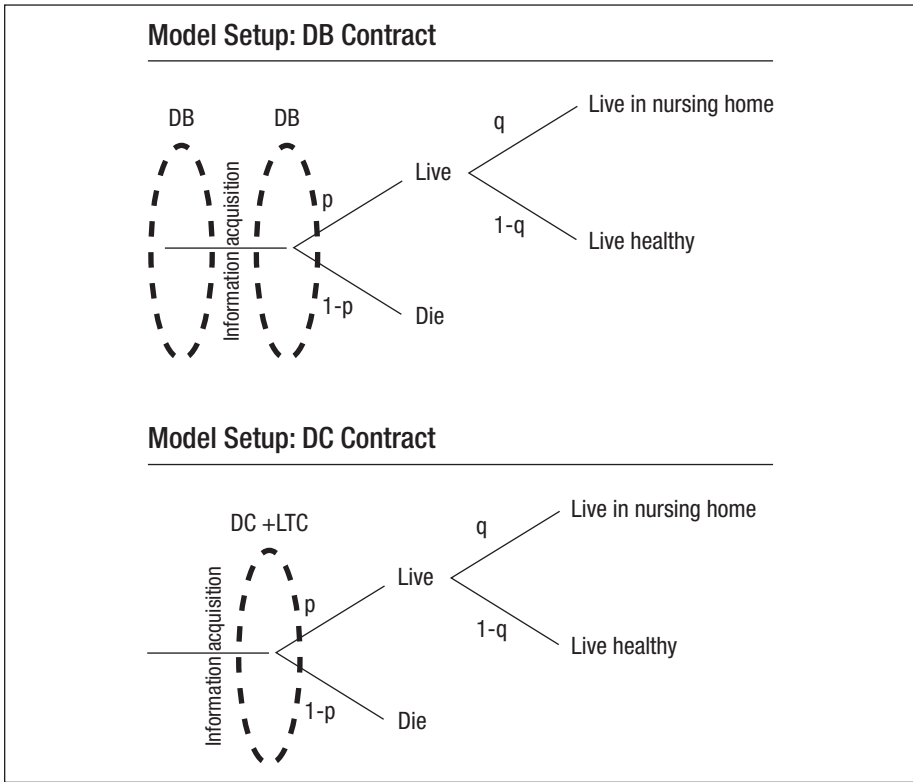 Model Setup: DB Contract
DB
DB
Information acquisition
p
1-p
Live
Die
q
1-q
Live in nursing home
Live healthy
Model Setup: DC Contract
DC +LTC
Information acquisition
p
1-p
Live
Die
q
1-q
Live in nursing home
Live healthy